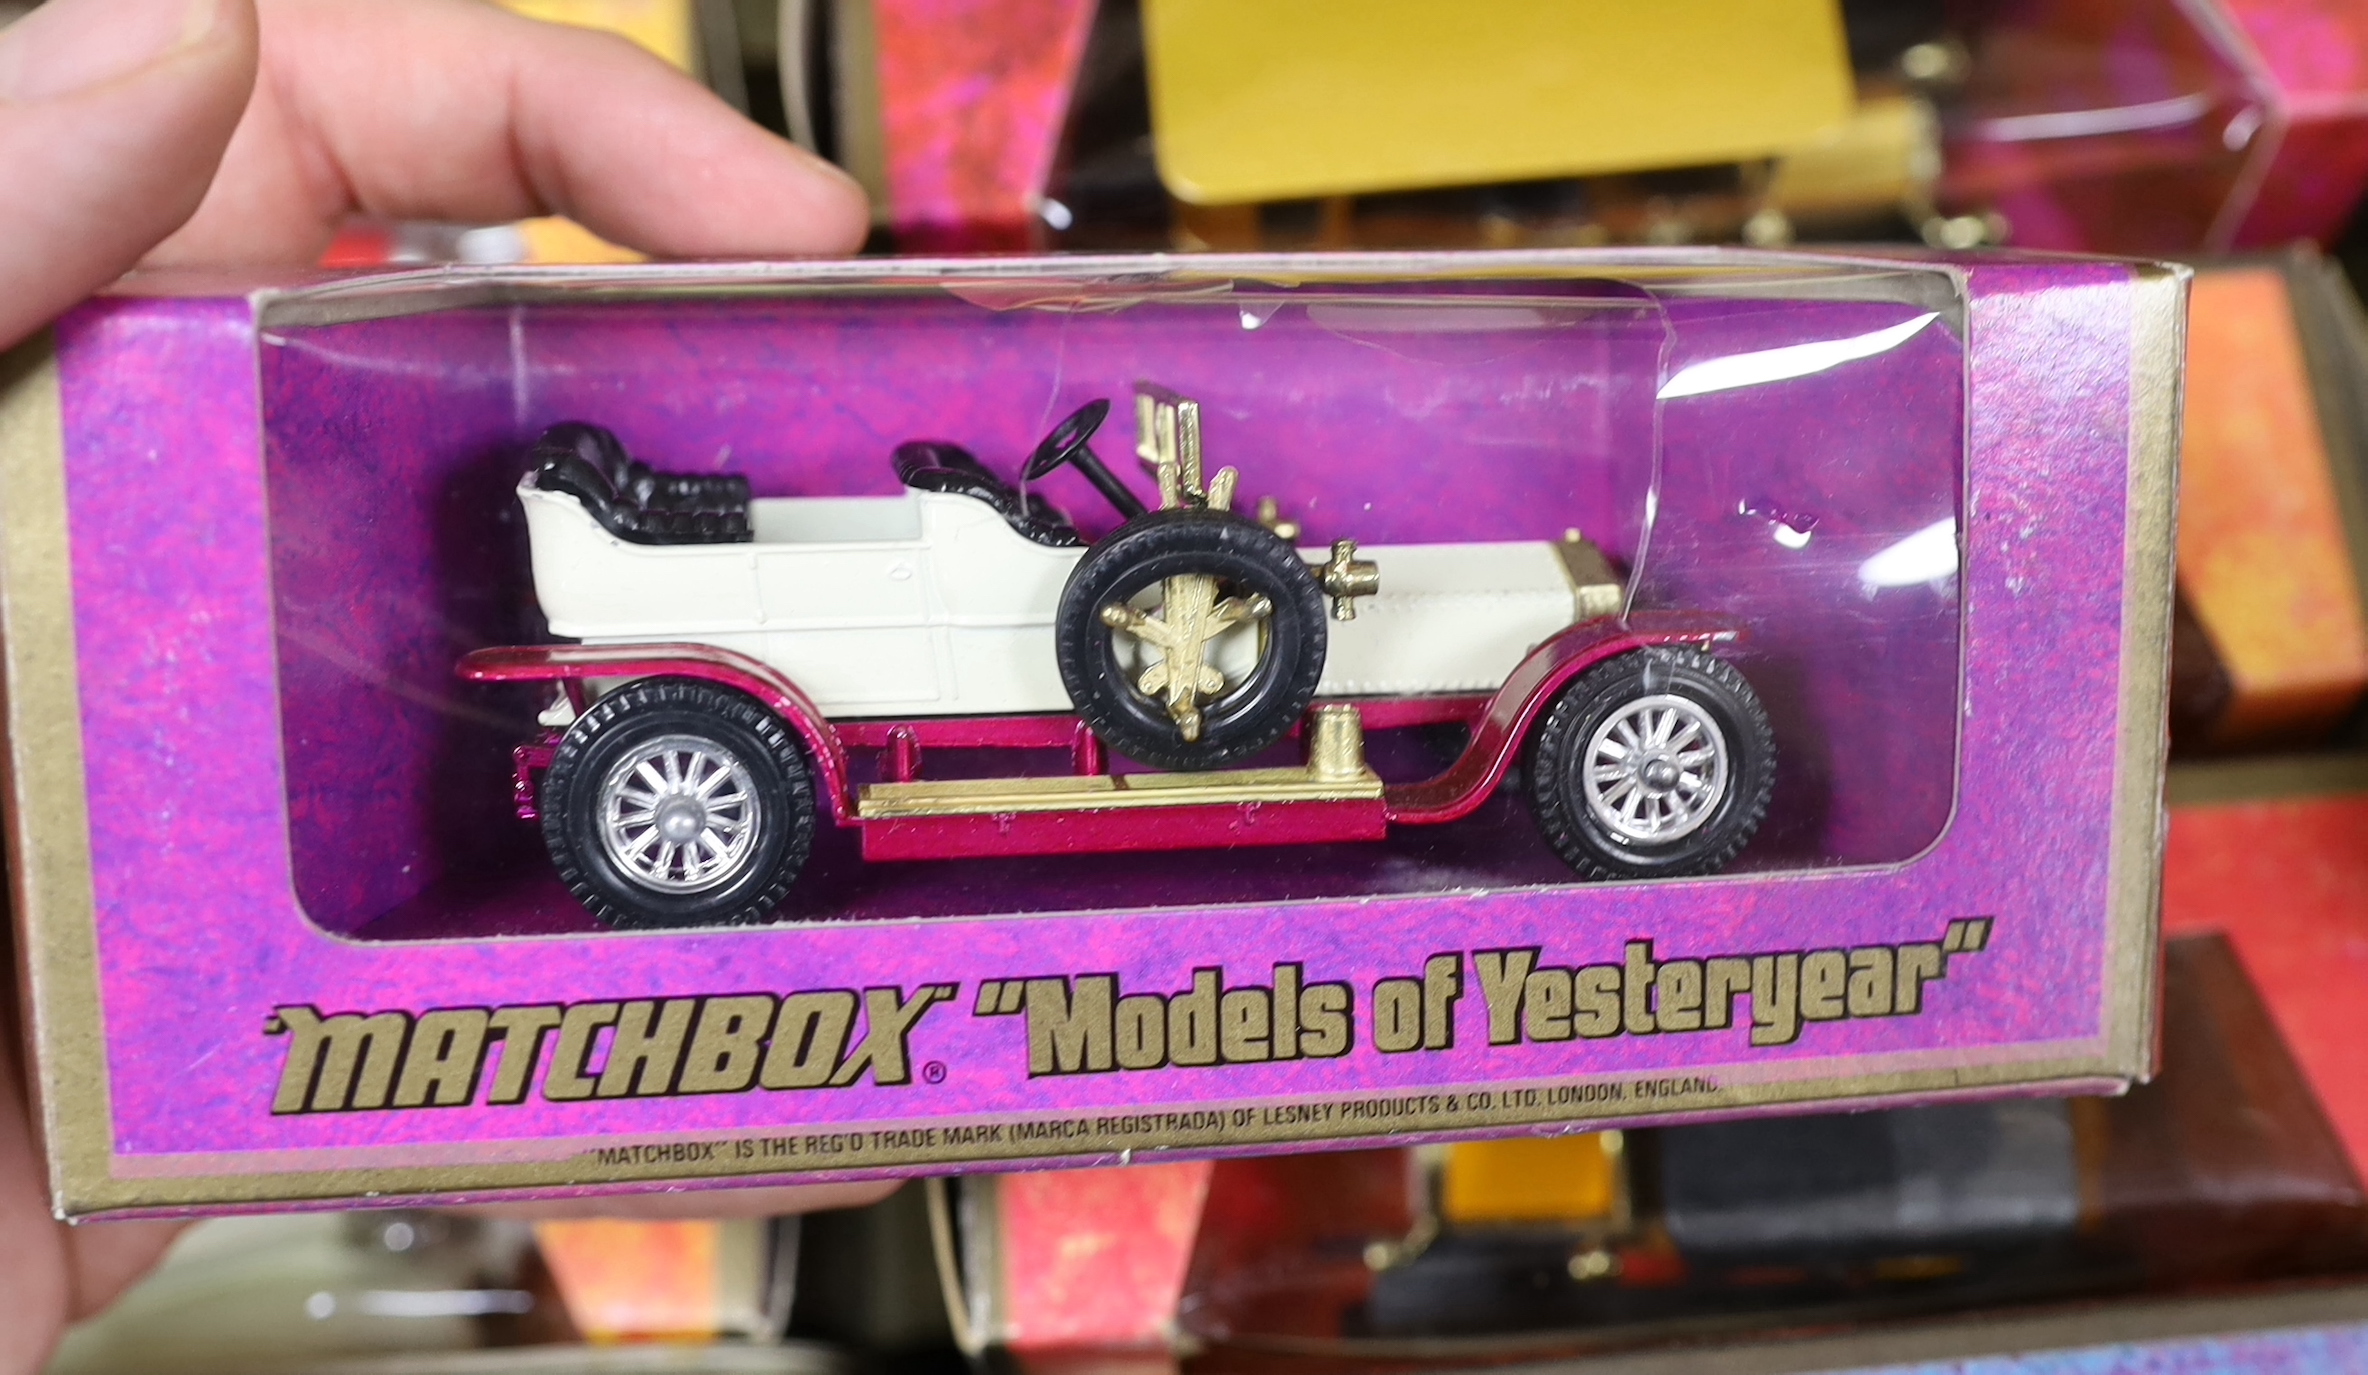 "MATCHBOX"® "Models of Yesteryear"
"MATCHBOX" IS THE REG'D TRADE MARK (MARCA REGISTRADA) OF LESNEY PRODUCTS & CO. LTD. LONDON, ENGLAND.